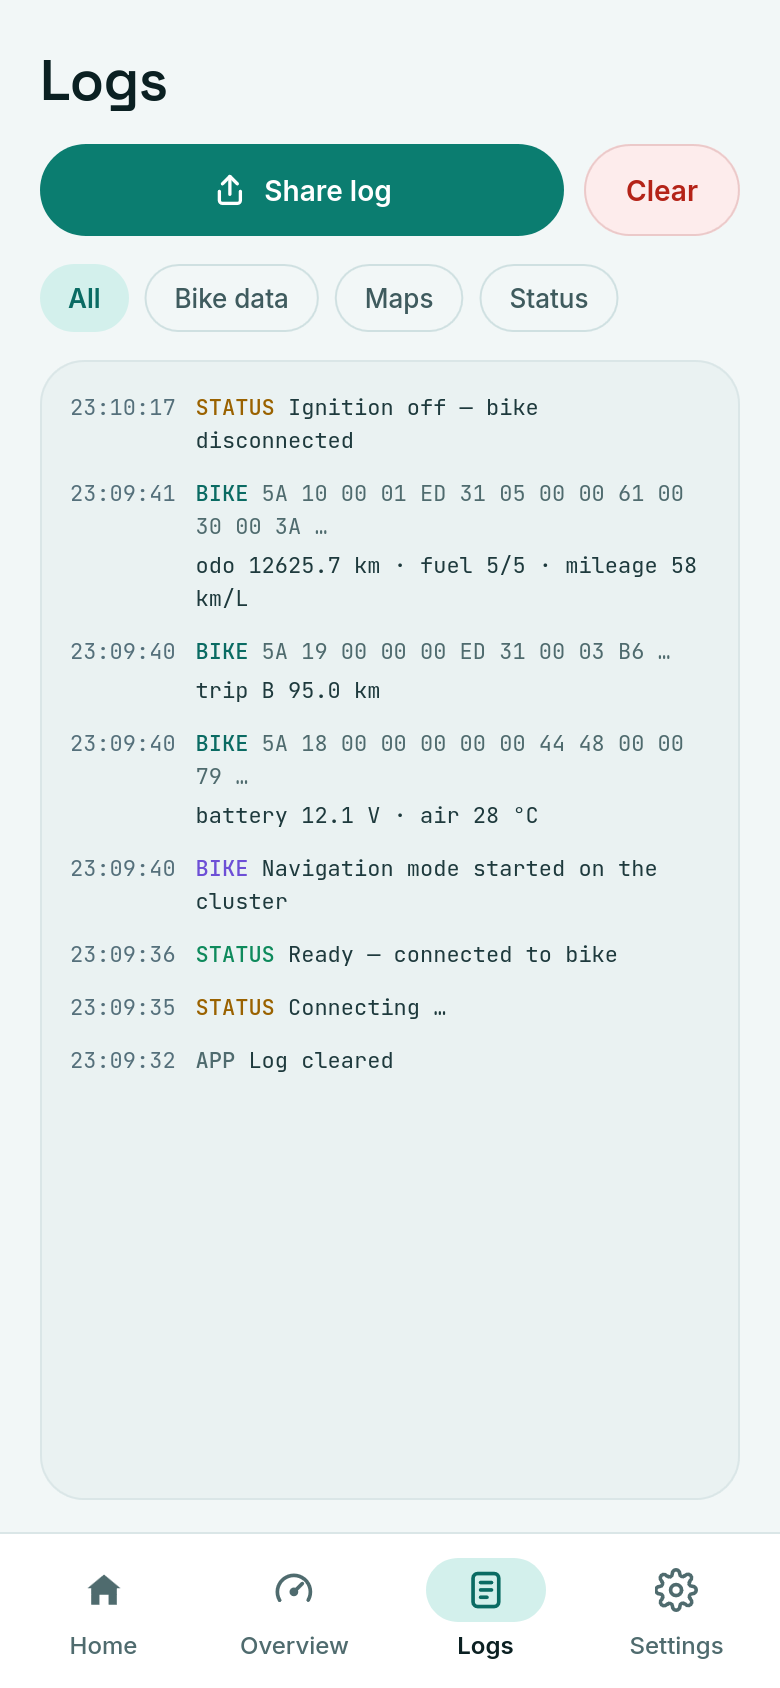 Logs
Share log
Clear
All
Bike data
Maps
Status
23:10:17 STATUS Ignition off — bike
disconnected
23:09:41 BIKE 5A 10 00 01 ED 31 05 00 00 61 00
30 00 3A …
odo 12625.7 km · fuel 5/5 · mileage 58
km/L
23:09:40 BIKE 5A 19 00 00 00 ED 31 00 03 B6 …
trip B 95.0 km
23:09:40 BIKE 5A 18 00 00 00 00 00 44 48 00 00
79 …
battery 12.1 V · air 28 °C
23:09:40 BIKE Navigation mode started on the
cluster
23:09:36 STATUS Ready — connected to bike
23:09:35 STATUS Connecting …
23:09:32 APP Log cleared
Home
Overview
Logs
Settings